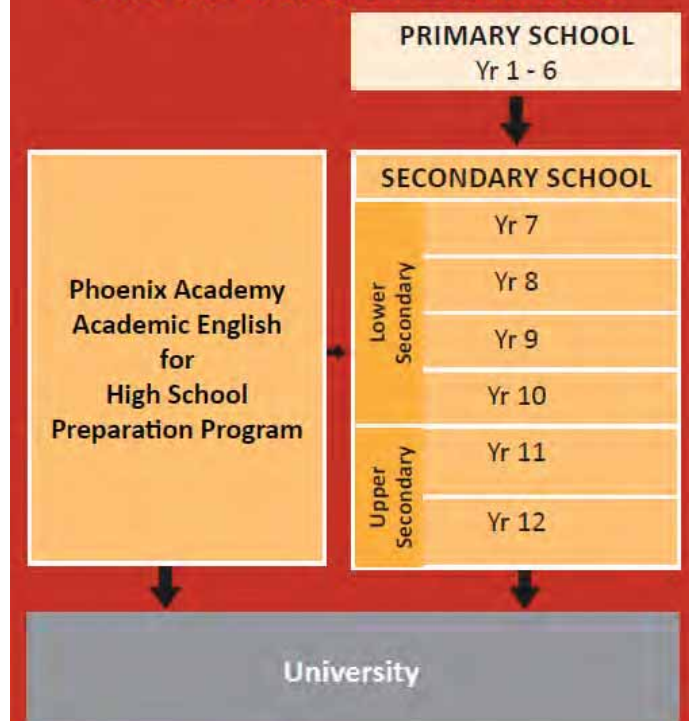 PRIMARY SCHOOL
Yr 1 - 6
Phoenix Academy
Academic English
for
High School
Preparation Program
SECONDARY SCHOOL
Lower
Secondary
Yr 7
Yr 8
Yr 9
Yr 10
Upper
Secondary
Yr 11
Yr 12
University